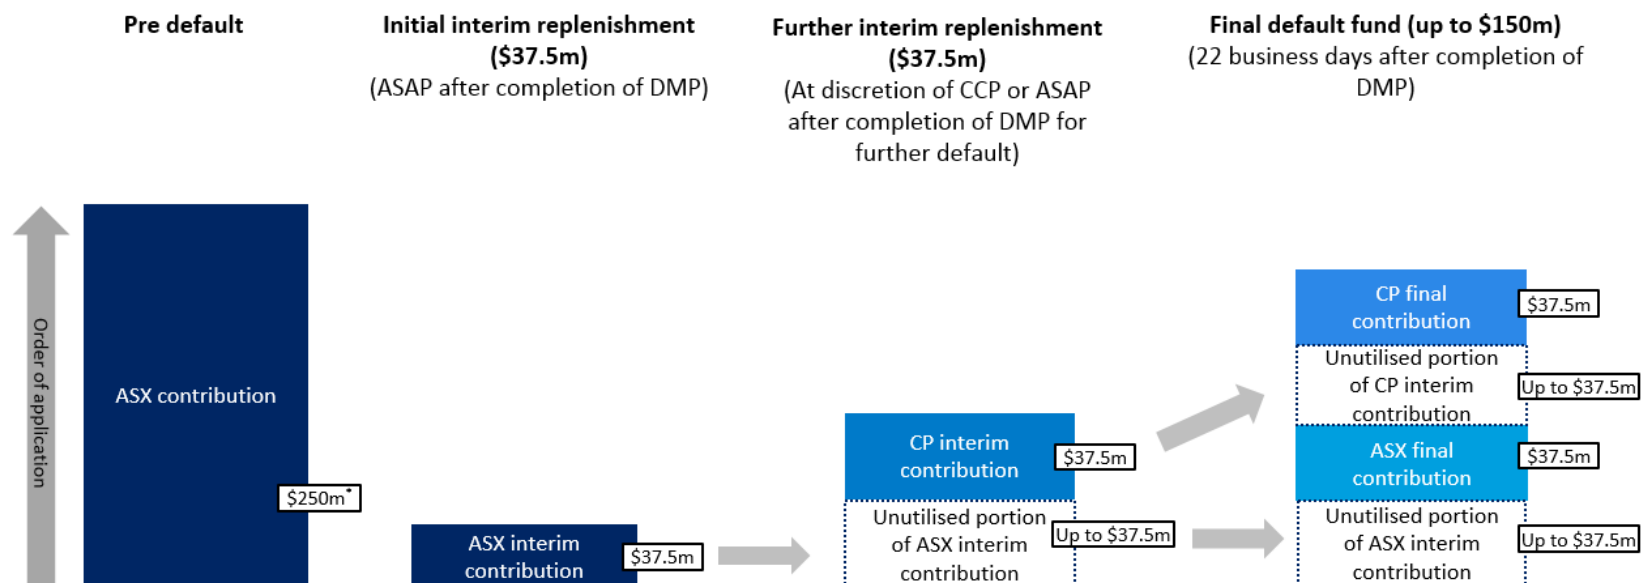 Pre default
Initial interim replenishment
($37.5m)
(ASAP after completion of DMP)
Further interim replenishment
($37.5m)
(At discretion of CCP or ASAP
after completion of DMP for
further default)
Final default fund (up to $150m)
(22 business days after completion of
DMP)
Order of application
ASX contribution
$250m*
ASX interim
contribution
$37.5m
CP interim
contribution
$37.5m
Unutilised portion
of ASX interim
contribution
Up to $37.5m
CP final
contribution
$37.5m
Unutilised portion
of CP interim
contribution
Up to $37.5m
ASX final
contribution
$37.5m
Unutilised portion
of ASX interim
contribution
Up to $37.5m